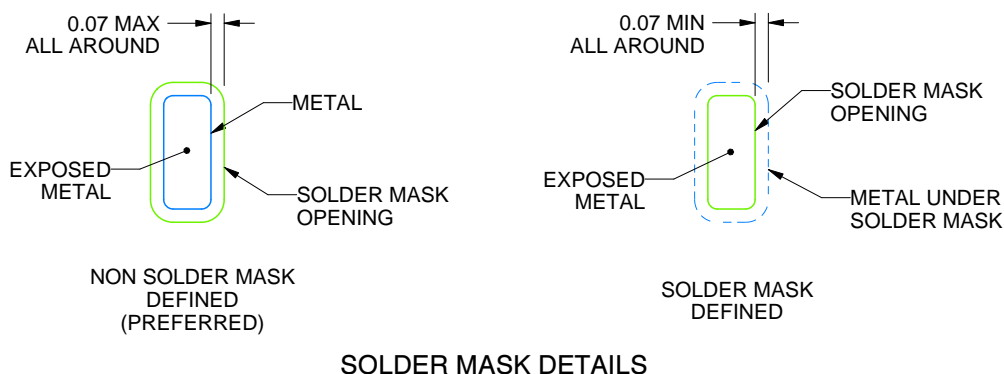 0.07 MAX
ALL AROUND
METAL
EXPOSED
METAL
SOLDER MASK
OPENING
NON SOLDER MASK
DEFINED
(PREFERRED)
0.07 MIN
ALL AROUND
SOLDER MASK
OPENING
EXPOSED
METAL
METAL UNDER
SOLDER MASK
SOLDER MASK
DEFINED
SOLDER MASK DETAILS